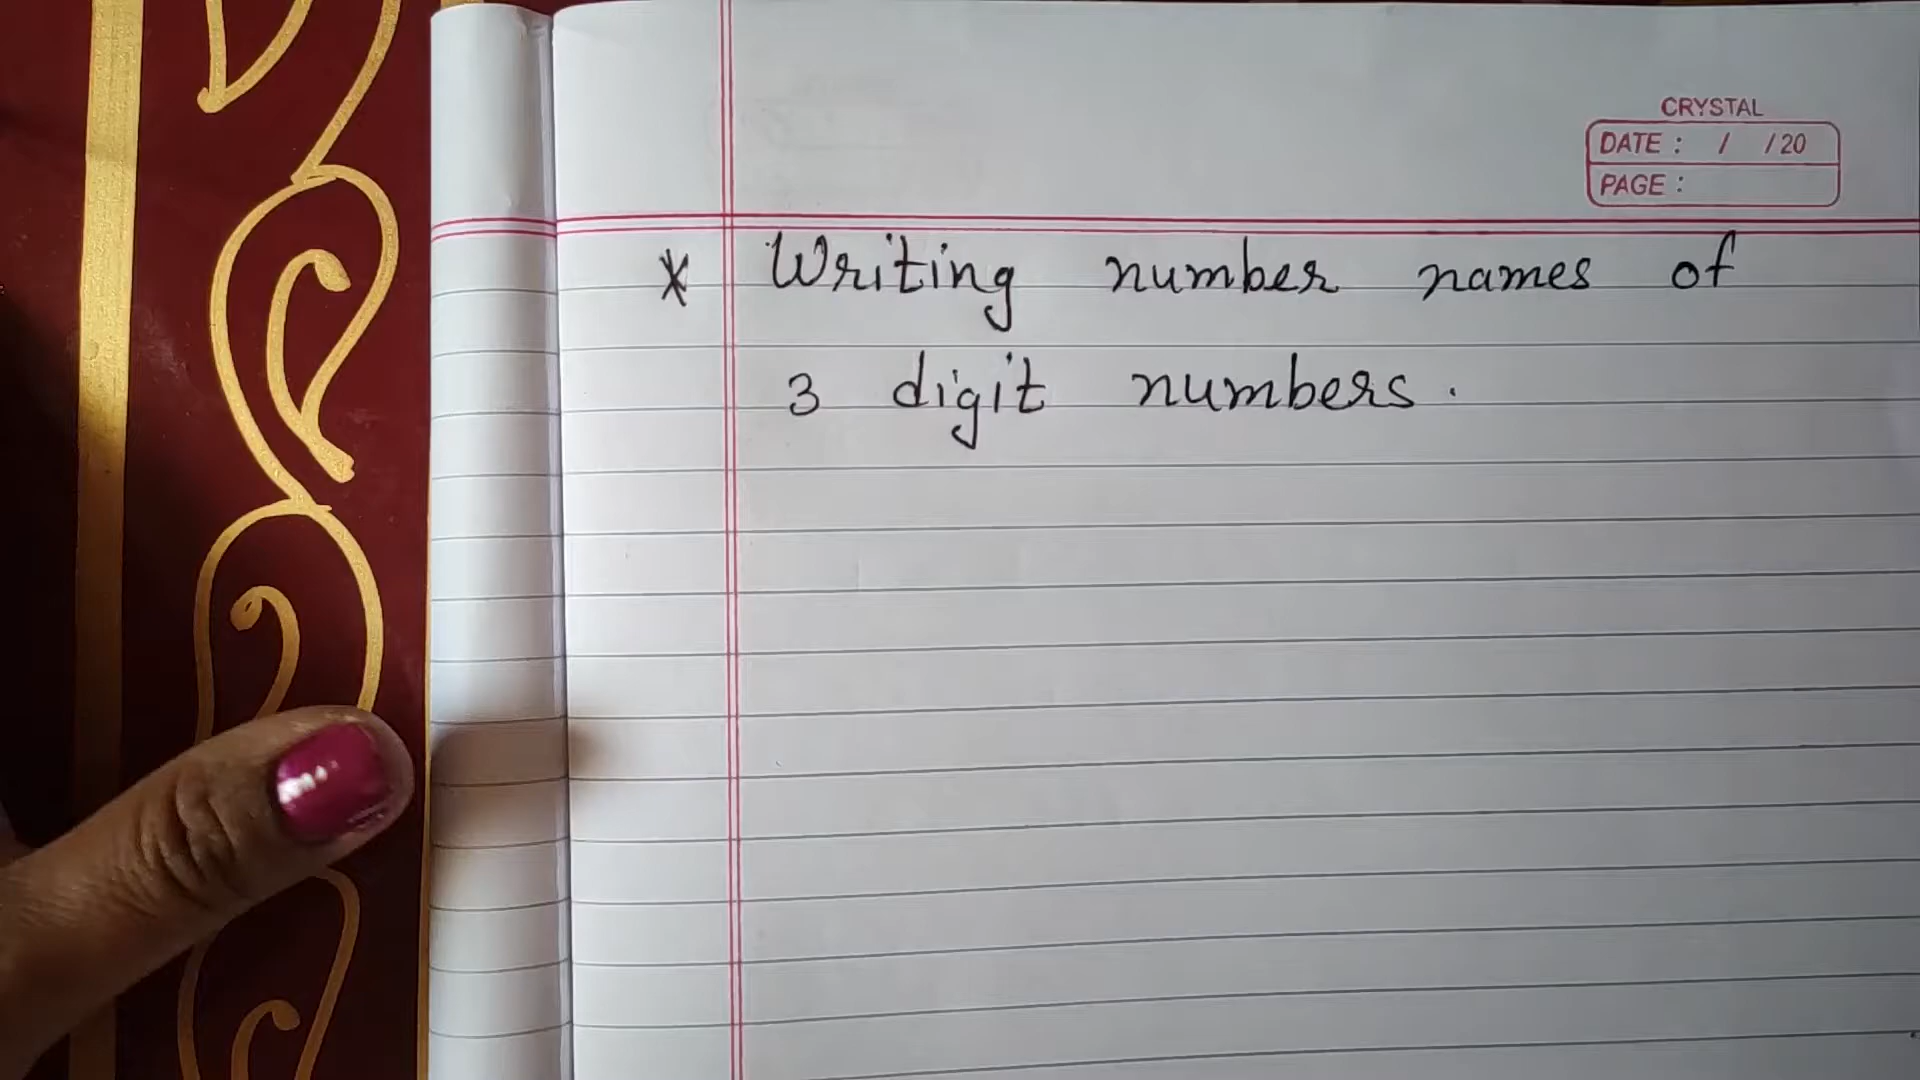 CRYSTAL
DATE : / /20
PAGE :
* Writing number names of
3 digit numbers.